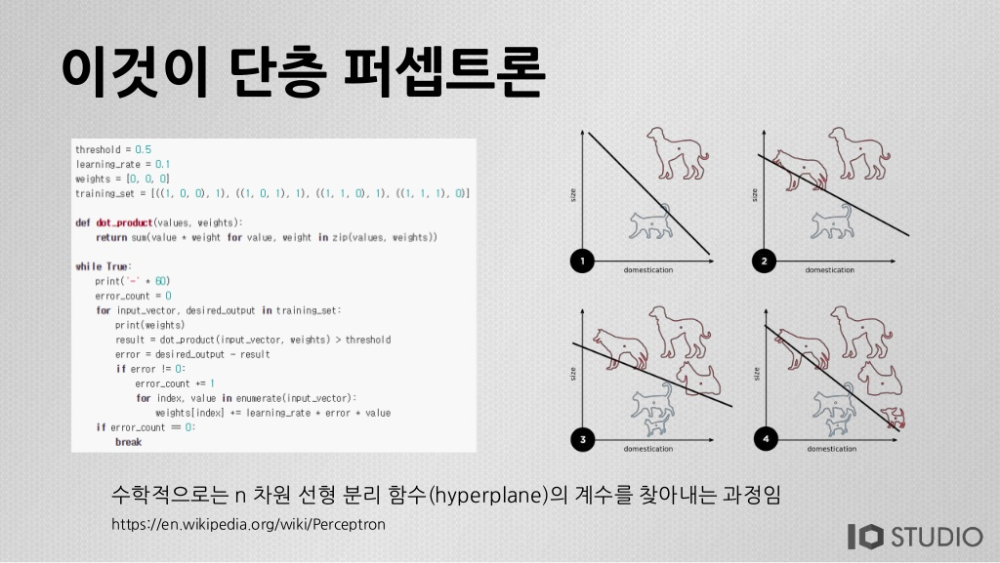 이것이 단층 퍼셉트론
threshold = 0.5
learning_rate = 0.1
weights = [0, 0, 0]
training_set = [((1, 0, 0), 1), ((1, 0, 1), 1), ((1, 1, 0), 1), ((1, 1, 1), 0)]
def dot_product(values, weights):
    return sum(value * weight for value, weight in zip(values, weights))
while True:
    print('-' * 60)
    error_count = 0
    for input_vector, desired_output in training_set:
        print(weights)
        result = dot_product(input_vector, weights) > threshold
        error = desired_output - result
        if error != 0:
            error_count += 1
            for index, value in enumerate(input_vector):
                weights[index] += learning_rate * error * value
    if error_count == 0:
        break
size
1
domestication
size
2
domestication
size
3
domestication
size
4
domestication
수학적으로는 n 차원 선형 분리 함수(hyperplane)의 계수를 찾아내는 과정임
https://en.wikipedia.org/wiki/Perceptron
IO STUDIO